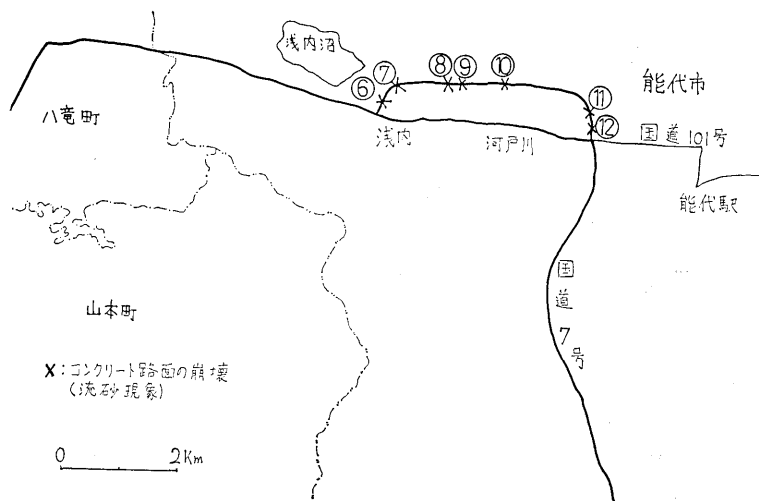 浅内沼
⑥
⑦
⑧
⑨
⑩
⑪
⑫
能代市
八竜町
浅内
河戸川
国道101号
能代駅
国道7号
山本町
×:コンクリート路面の崩壊
(流砂現象)
0
2Km